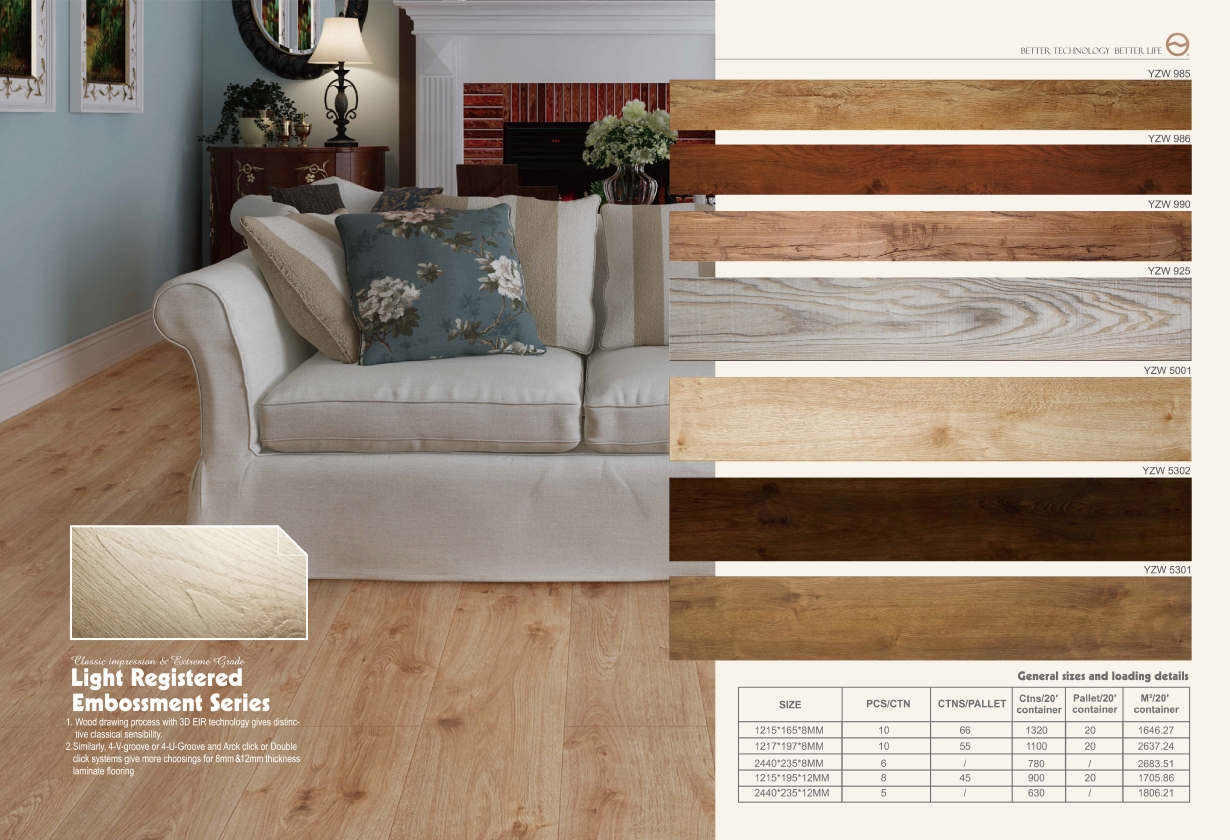 BETTER TECHNOLOGY BETTER LIFE
YZW 985
YZW 986
YZW 990
YZW 925
YZW 5001
YZW 5302
YZW 5301
Classic impression & Extreme Grade
Light Registered
Embossment Series
1. Wood drawing process with 3D EIR technology gives distinc-
tive classical sensibility.
2.Similarly, 4-V-groove or 4-U-Groove and Arck click or Double
click systems give more choosings for 8mm &12mm thickness
laminate flooring
General sizes and loading details
SIZE PCS/CTN CTNS/PALLET Ctns/20' container Pallet/20' container M²/20' container
1215*165*8MM 10 66 1320 20 1646.27
1217*197*8MM 10 55 1100 20 2637.24
2440*235*8MM 6 / 780 / 2683.51
1215*195*12MM 8 45 900 20 1705.86
2440*235*12MM 5 / 630 / 1806.21